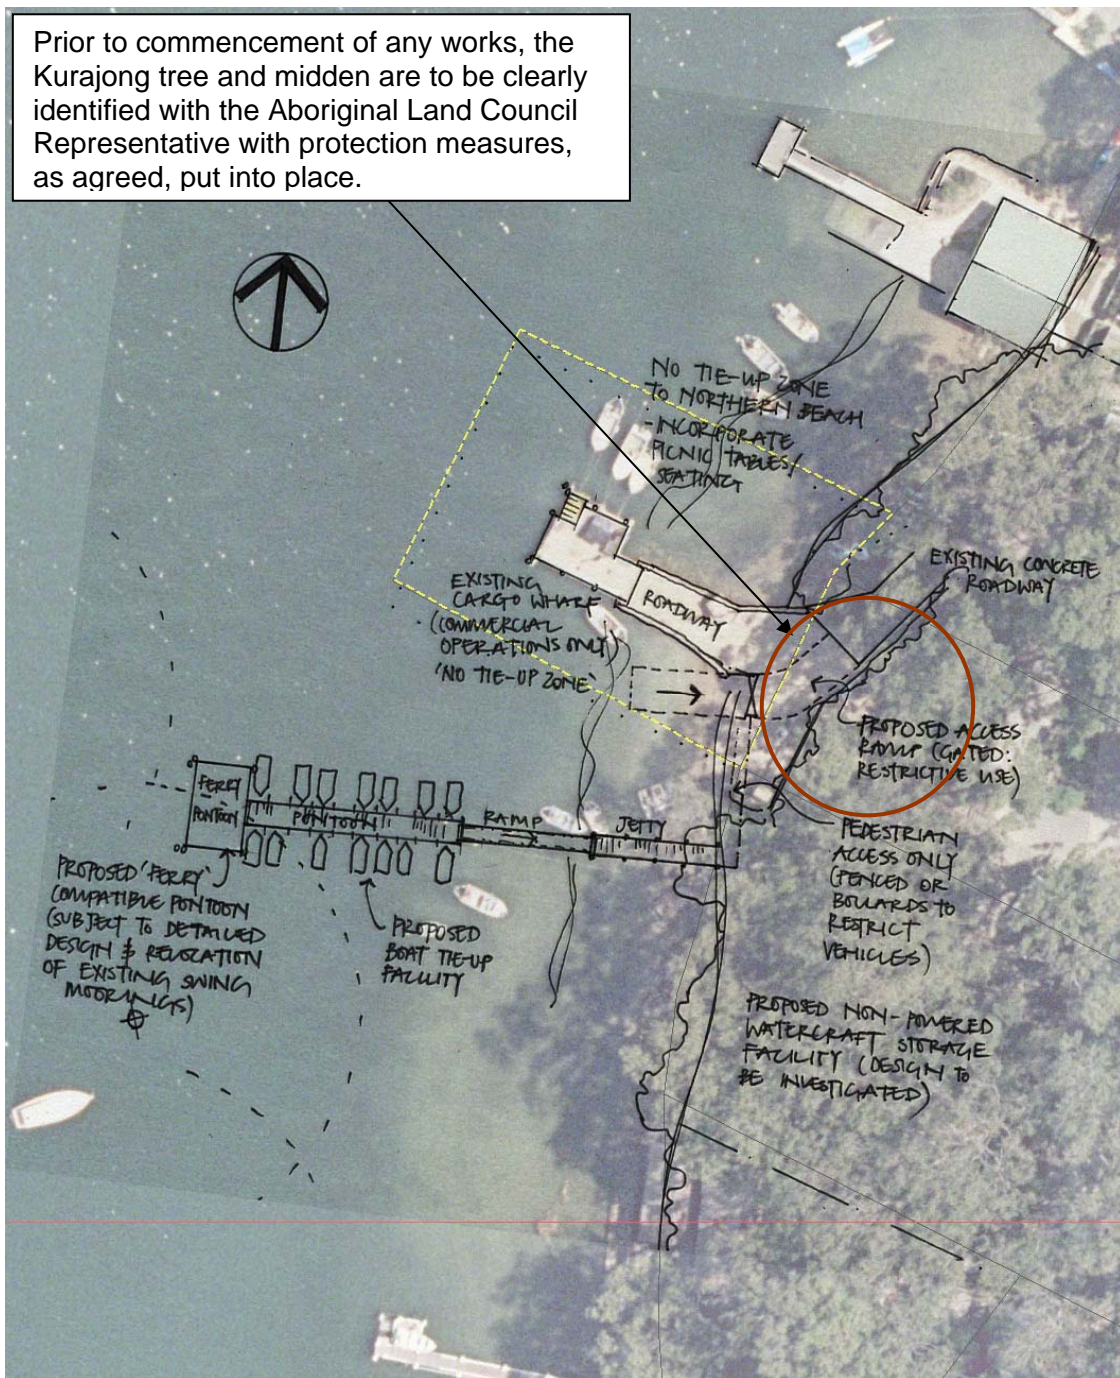 Prior to commencement of any works, the
Kurajong tree and midden are to be clearly
identified with the Aboriginal Land Council
Representative with protection measures,
as agreed, put into place.
NO TIE-UP ZONE
TO NORTHERN BEACH
-INCORPORATE
PICNIC TABLES/
SEATING
EXISTING CONCRETE
ROADWAY
EXISTING
CARGO WHARF
(COMMERCIAL
OPERATIONS ONLY)
'NO TIE-UP ZONE'
ROADWAY
PROPOSED ACCESS
RAMP (GATED:
RESTRICTIVE USE)
FERRY
PONTOON
PONTOON
RAMP
JETTY
PEDESTRIAN
ACCESS ONLY
(FENCED OR
BOLLARDS TO
RESTRICT
VEHICLES)
PROPOSED 'FERRY'
COMPATIBLE PONTOON
(SUBJECT TO DETAILED
DESIGN & RELOCATION
OF EXISTING SWING
MOORINGS)
PROPOSED
BOAT TIE-UP
FACILITY
PROPOSED NON-POWERED
WATERCRAFT STORAGE
FACILITY (DESIGN TO
BE INVESTIGATED)